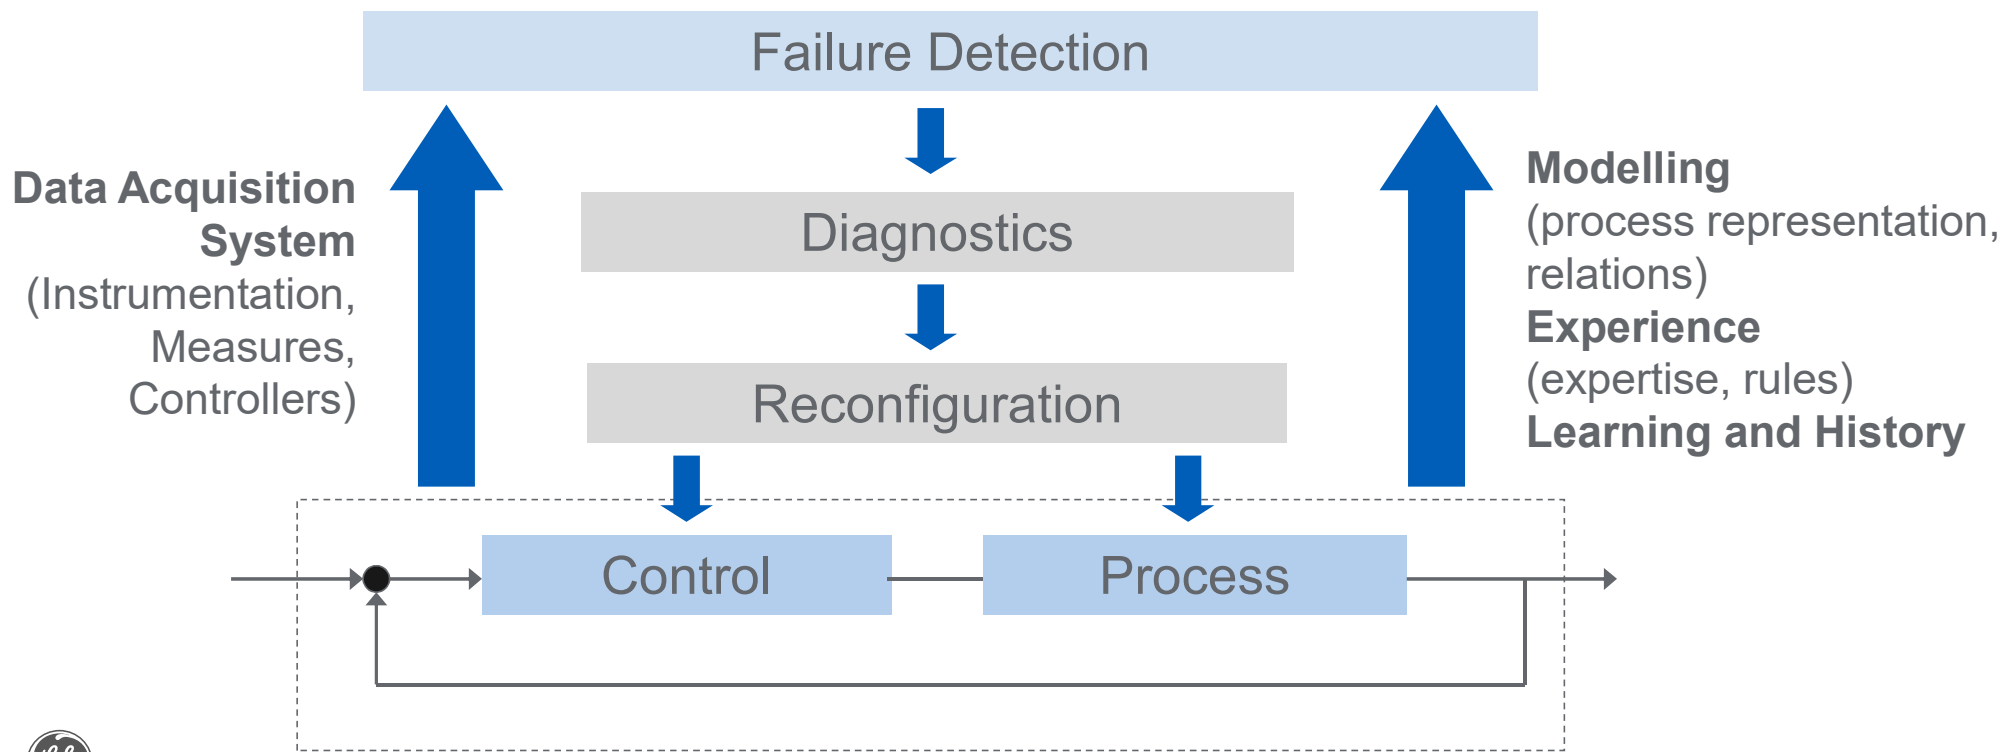 Failure Detection
Data Acquisition
System
(Instrumentation,
Measures,
Controllers)
Diagnostics
Reconfiguration
Modelling
(process representation,
relations)
Experience
(expertise, rules)
Learning and History
Control
Process